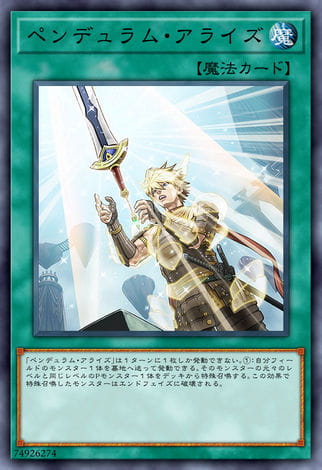 ペンデュラム・アライズ 魔
【魔法カード】
「ペンデュラム・アライズ」は1ターンに1枚しか発動できない。①:自分フィー
ルドのモンスター1体を墓地へ送って発動できる。そのモンスターの元々のレ
ベルと同じレベルのPモンスター1体をデッキから特殊召喚する。この効果で
特殊召喚したモンスターはエンドフェイズに破壊される。
74926274